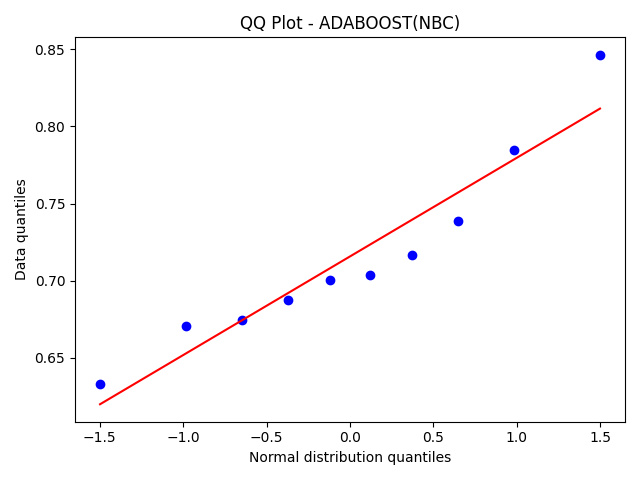 QQ Plot - ADABOOST(NBC)
0.85
0.80
0.75
0.70
0.65
Data quantiles
−1.5 −1.0 −0.5 0.0 0.5 1.0 1.5
Normal distribution quantiles